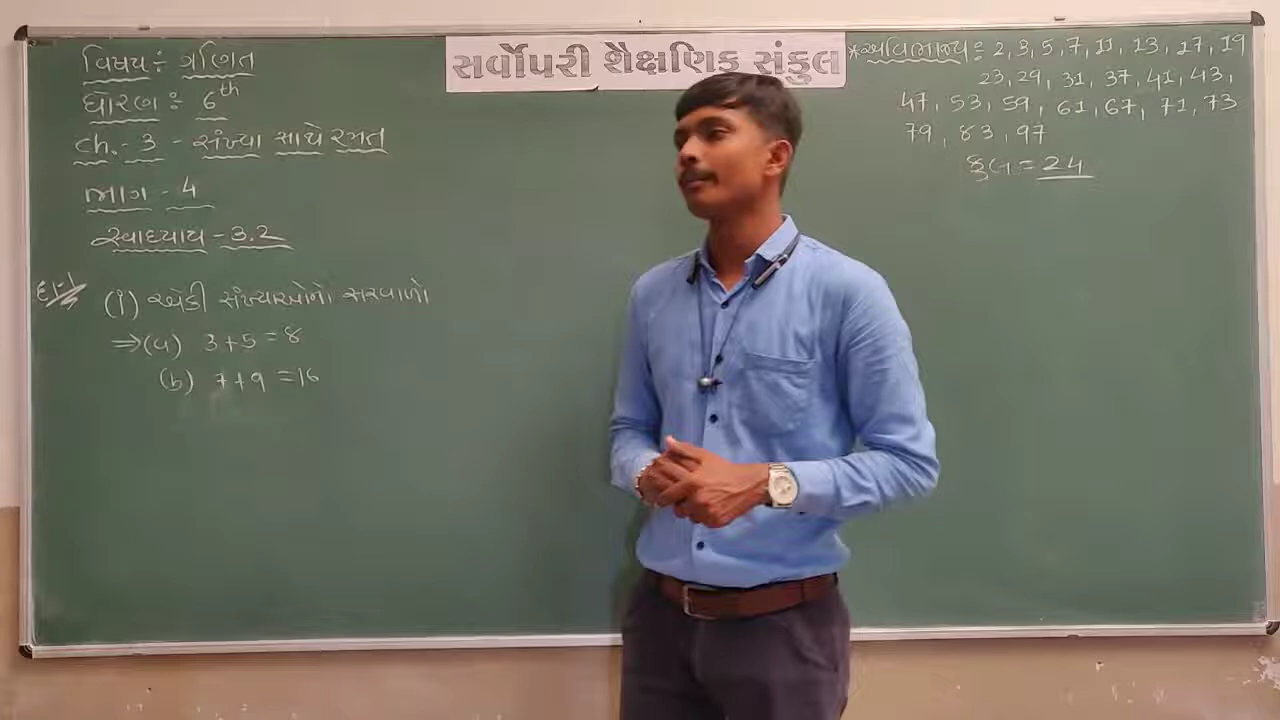 વિષય : ગણિત
ધોરણ : 6th
ch. - 3 - સંખ્યા સાથે રમત
ભાગ - 4
સ્વાધ્યાય - 3.2
(i) એકી સંખ્યાઓનો સરવાળો
⇒ (a) 3+5 = 8
(b) 7+9 = 16
સર્વોપરી શૈક્ષણિક સંકુલ
*અવિભાજ્ય : 2, 3, 5, 7, 11, 13, 17, 19
23, 29, 31, 37, 41, 43,
47, 53, 59, 61, 67, 71, 73
79, 83, 97
કુલ = 24